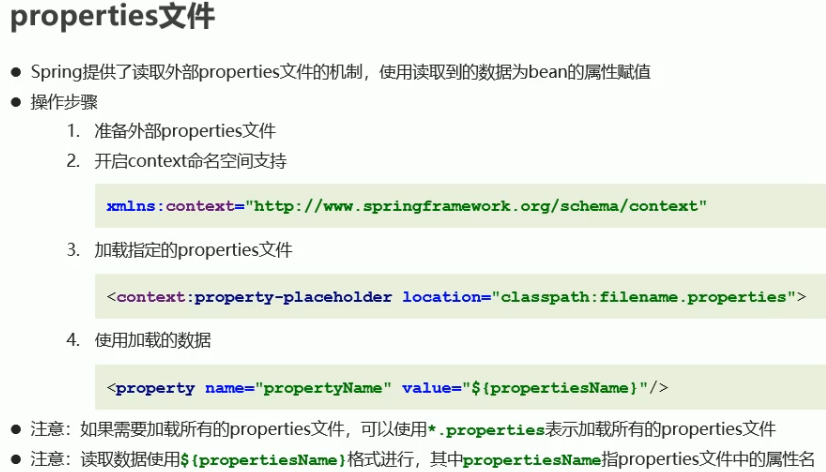 properties文件
● Spring提供了读取外部properties文件的机制，使用读取到的数据为bean的属性赋值
● 操作步骤
1. 准备外部properties文件
2. 开启context命名空间支持
xmlns:context="http://www.springframework.org/schema/context"
3. 加载指定的properties文件
<context:property-placeholder location="classpath:filename.properties">
4. 使用加载的数据
<property name="propertyName" value="${propertiesName}"/>
● 注意：如果需要加载所有的properties文件，可以使用*.properties表示加载所有的properties文件
● 注意：读取数据使用${propertiesName}格式进行，其中propertiesName指properties文件中的属性名